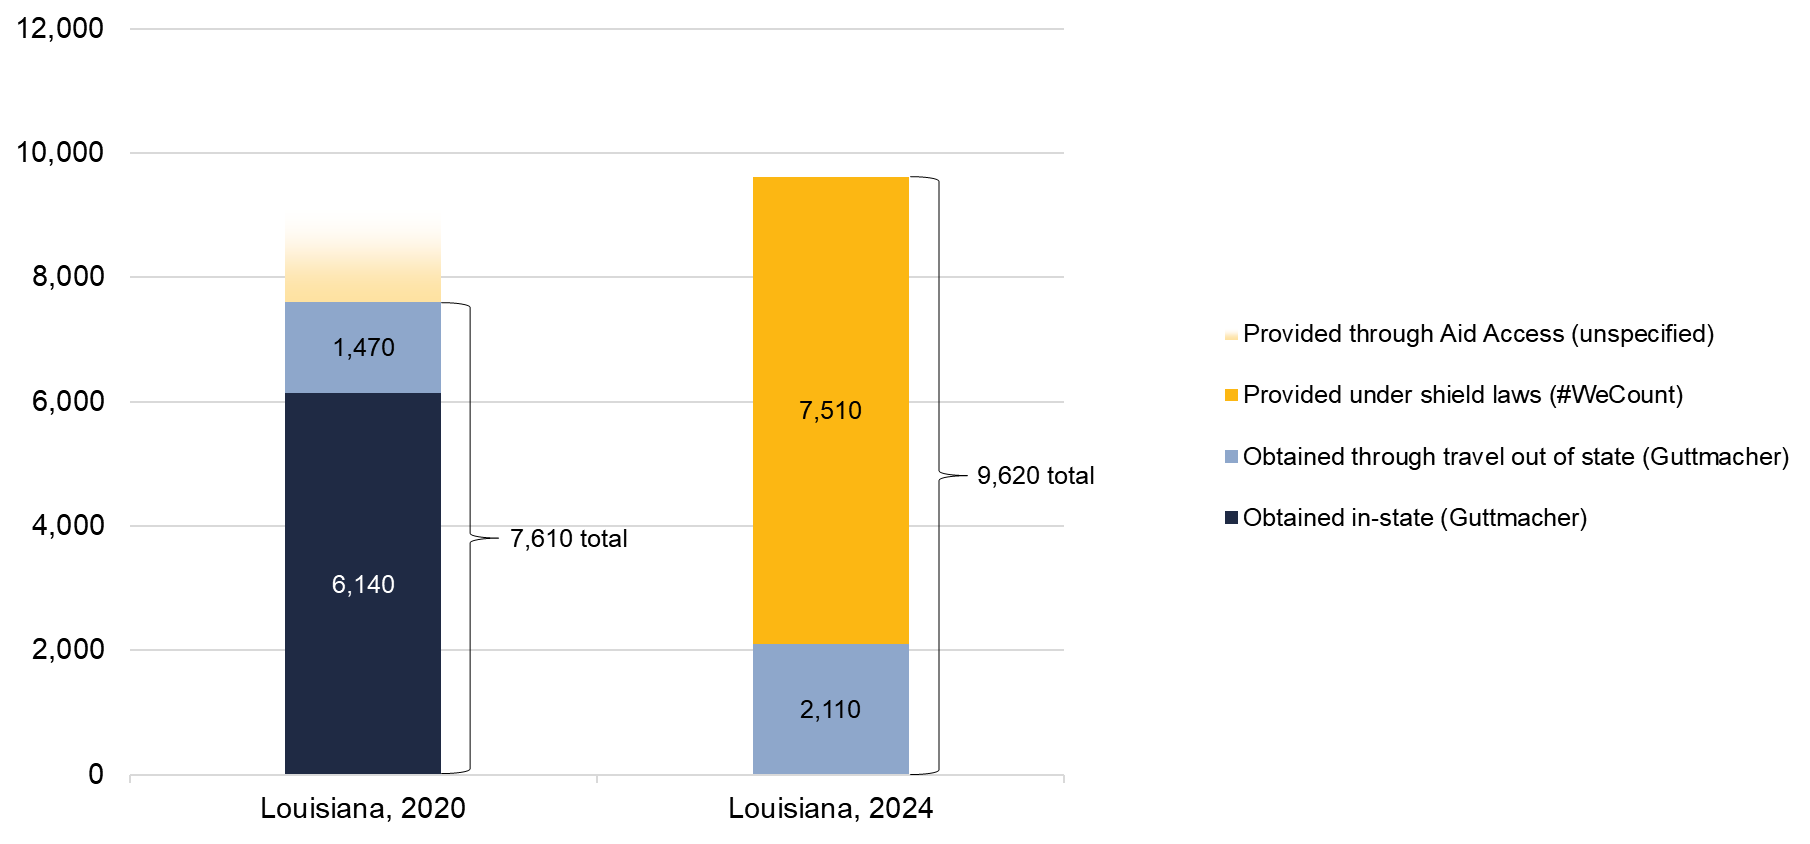 12,000
10,000
8,000
6,000
4,000
2,000
0
1,470
6,140
7,610 total
7,510
2,110
9,620 total
Louisiana, 2020
Louisiana, 2024
Provided through Aid Access (unspecified)
Provided under shield laws (#WeCount)
Obtained through travel out of state (Guttmacher)
Obtained in-state (Guttmacher)